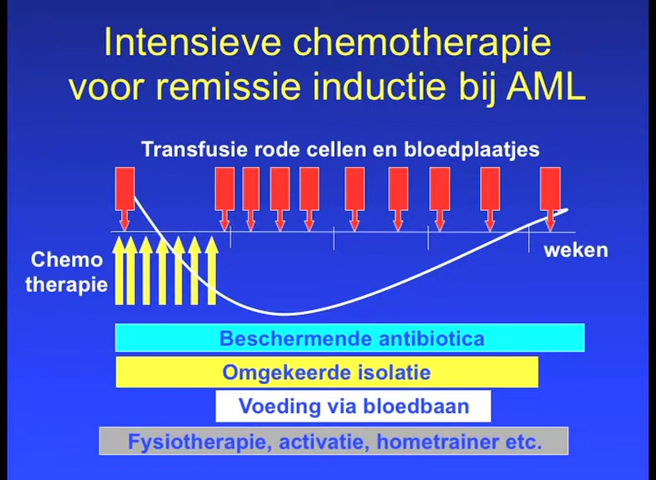 Intensieve chemotherapie
voor remissie inductie bij AML
Transfusie rode cellen en bloedplaatjes
Chemo
therapie
weken
Beschermende antibiotica
Omgekeerde isolatie
Voeding via bloedbaan
Fysiotherapie, activatie, hometrainer etc.